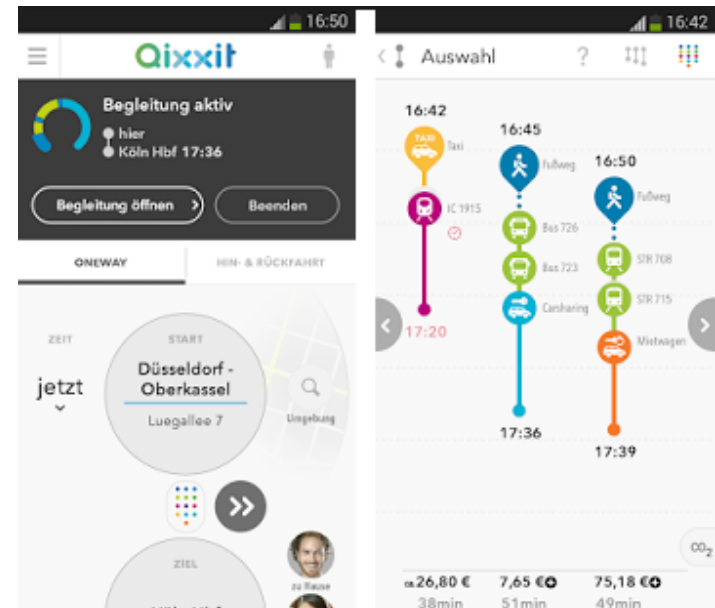 16:50
Qixxit
Begleitung aktiv
hier
Köln Hbf 17:36
Begleitung öffnen
Beenden
ONEWAY
HIN- & RÜCKFAHRT
ZEIT
jetzt
START
Düsseldorf -
Oberkassel
Luegallee 7
Umgebung
ZIEL
zu Hause
16:42
Auswahl
?
16:42
16:45
16:50
TAXI
Taxi
Fußweg
Fußweg
IC 1915
Bus 726
Bus 723
Carsharing
STR 708
STR 715
Mietwagen
17:20
17:36
17:39
CO2
ca. 26,80 €
7,65 €
75,18 €
38min
51min
49min